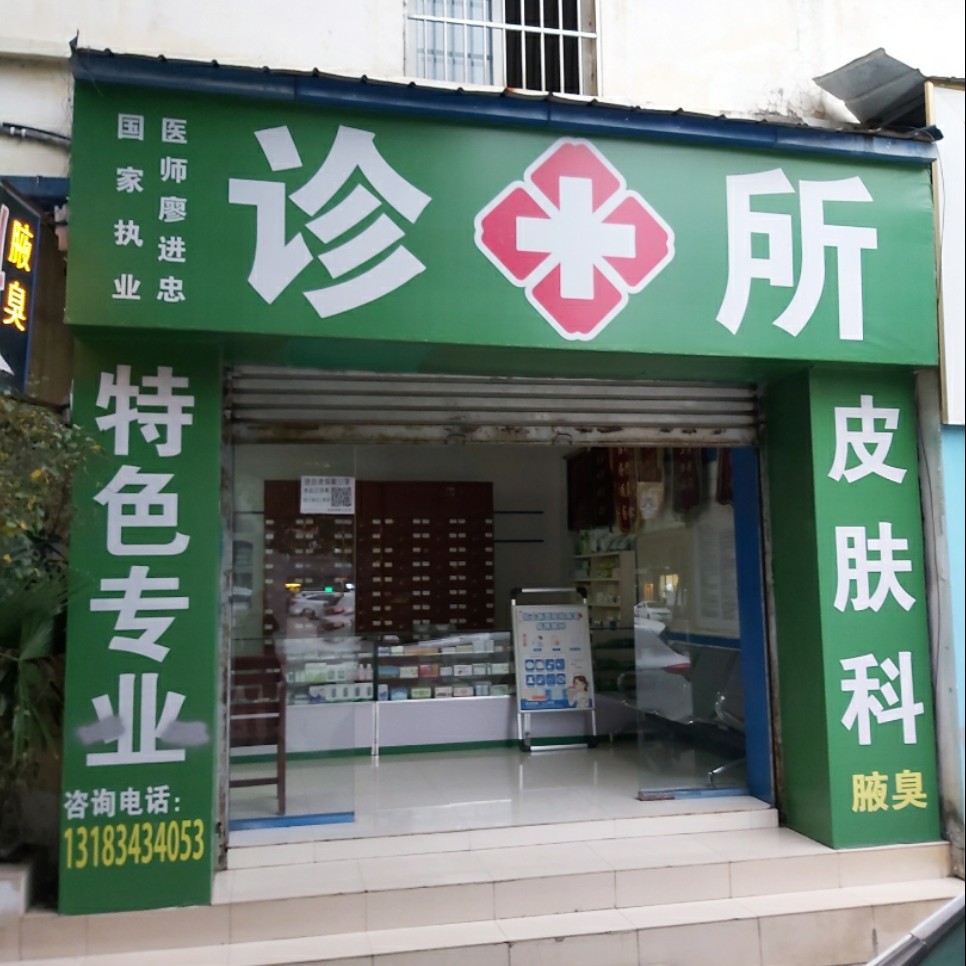 国家执业
医师廖进忠
诊所
特色专业
咨询电话：
13183434053
皮肤科
腋臭
腋臭